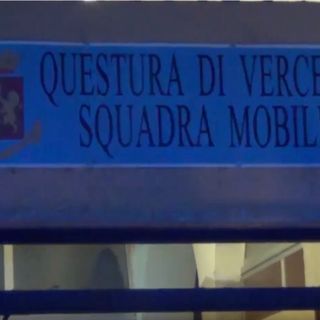 QUESTURA DI VERCE
SQUADRA MOBIL